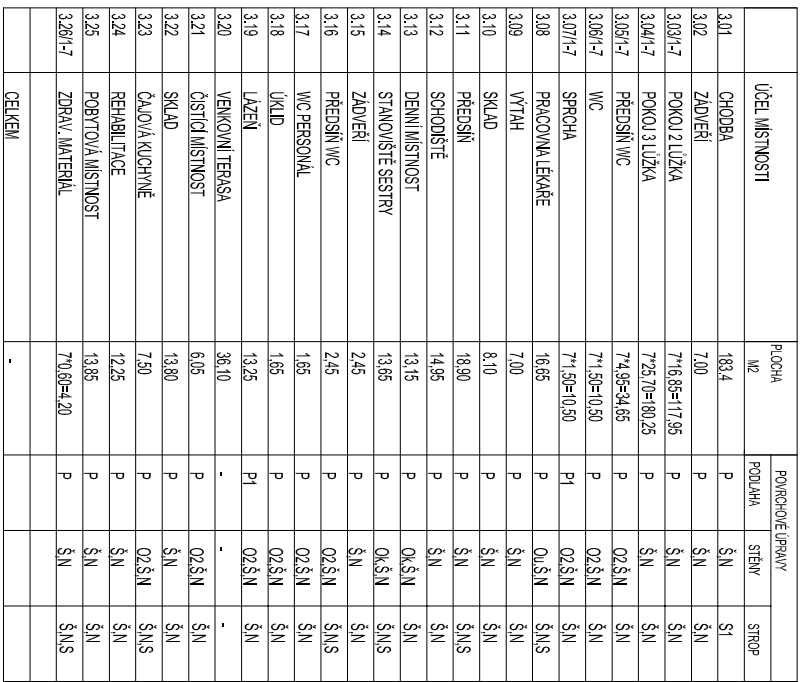 ÚČEL MÍSTNOSTI PLOCHA M2 POVRCHOVÉ ÚPRAVY
PODLAHA STĚNY STROP
3.01 CHODBA 183,4 P Š,N S1
3.02 ZÁDVEŘÍ 7,00 P Š,N Š,N
3.03/1-7 POKOJ 2 LŮŽKA 7*16,85=117,95 P Š,N Š,N
3.04/1-7 POKOJ 3 LŮŽKA 7*25,70=180,25 P Š,N Š,N
3.05/1-7 PŘEDSÍŇ WC 7*4,95=34,65 P O2,Š,N Š,N
3.06/1-7 WC 7*1,50=10,50 P O2,Š,N Š,N
3.07/1-7 SPRCHA 7*1,50=10,50 P1 O2,Š,N Š,N
3.08 PRACOVNA LÉKAŘE 16,65 P Ou,Š,N Š,N,S
3.09 VÝTAH 7,00 P Š,N Š,N
3.10 SKLAD 8,10 P Š,N Š,N
3.11 PŘEDSÍŇ 18,90 P Š,N Š,N
3.12 SCHODIŠTĚ 14,95 P Š,N Š,N
3.13 DENNÍ MÍSTNOST 13,15 P Ok,Š,N Š,N
3.14 STANOVIŠTĚ SESTRY 13,65 P Ok,Š,N Š,N,S
3.15 ZÁDVEŘÍ 2,45 P Š,N Š,N
3.16 PŘEDSÍŇ WC 2,45 P O2,Š,N Š,N,S
3.17 WC PERSONÁL 1,65 P O2,Š,N Š,N
3.18 ÚKLID 1,65 P O2,Š,N Š,N
3.19 LÁZEŇ 13,25 P1 O2,Š,N Š,N
3.20 VENKOVNÍ TERASA 36,10 - - -
3.21 ČISTÍCÍ MÍSTNOST 6,05 P O2,Š,N Š,N
3.22 SKLAD 13,80 P Š,N Š,N
3.23 ČAJOVÁ KUCHYNĚ 7,50 P O2,Š,N Š,N,S
3.24 REHABILITACE 12,25 P Š,N Š,N
3.25 POBYTOVÁ MÍSTNOST 13,85 P Š,N Š,N
3.26/1-7 ZDRAV. MATERIÁL 7*0,60=4,20 P Š,N Š,N,S
CELKEM -